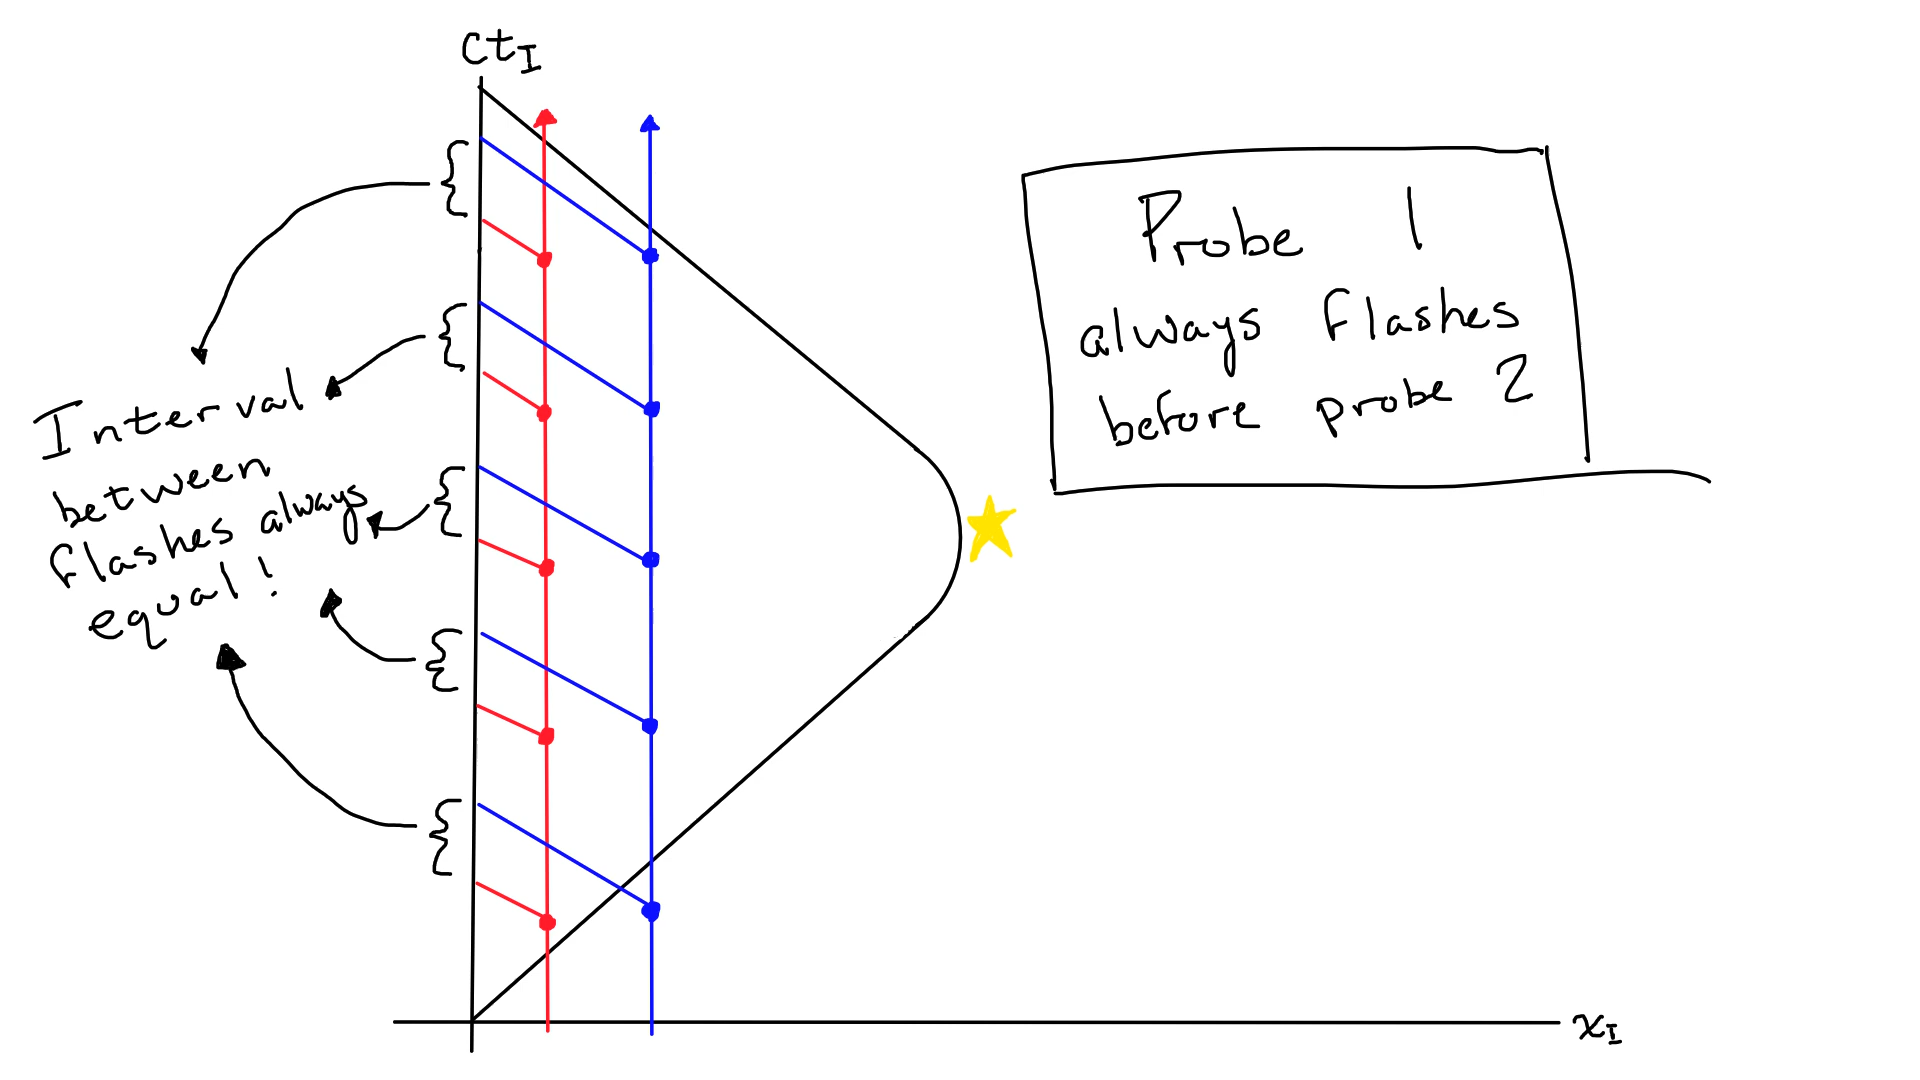 ct_I
Probe 1
always flashes
before probe 2
Interval
between
flashes always
equal!
x_I